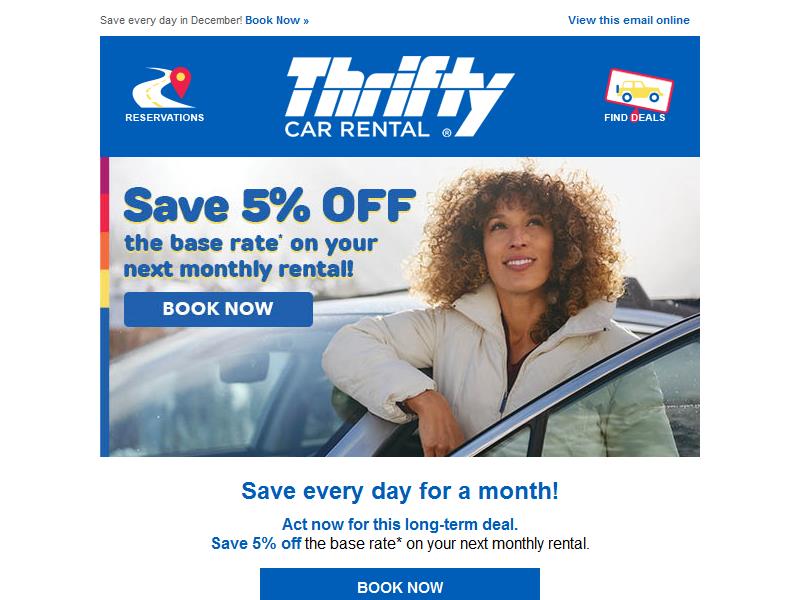 Save every day in December! Book Now »
View this email online
RESERVATIONS
Thrifty
CAR RENTAL ®
FIND DEALS
Save 5% OFF
the base rate* on your
next monthly rental!
BOOK NOW
Save every day for a month!
Act now for this long-term deal.
Save 5% off the base rate* on your next monthly rental.
BOOK NOW